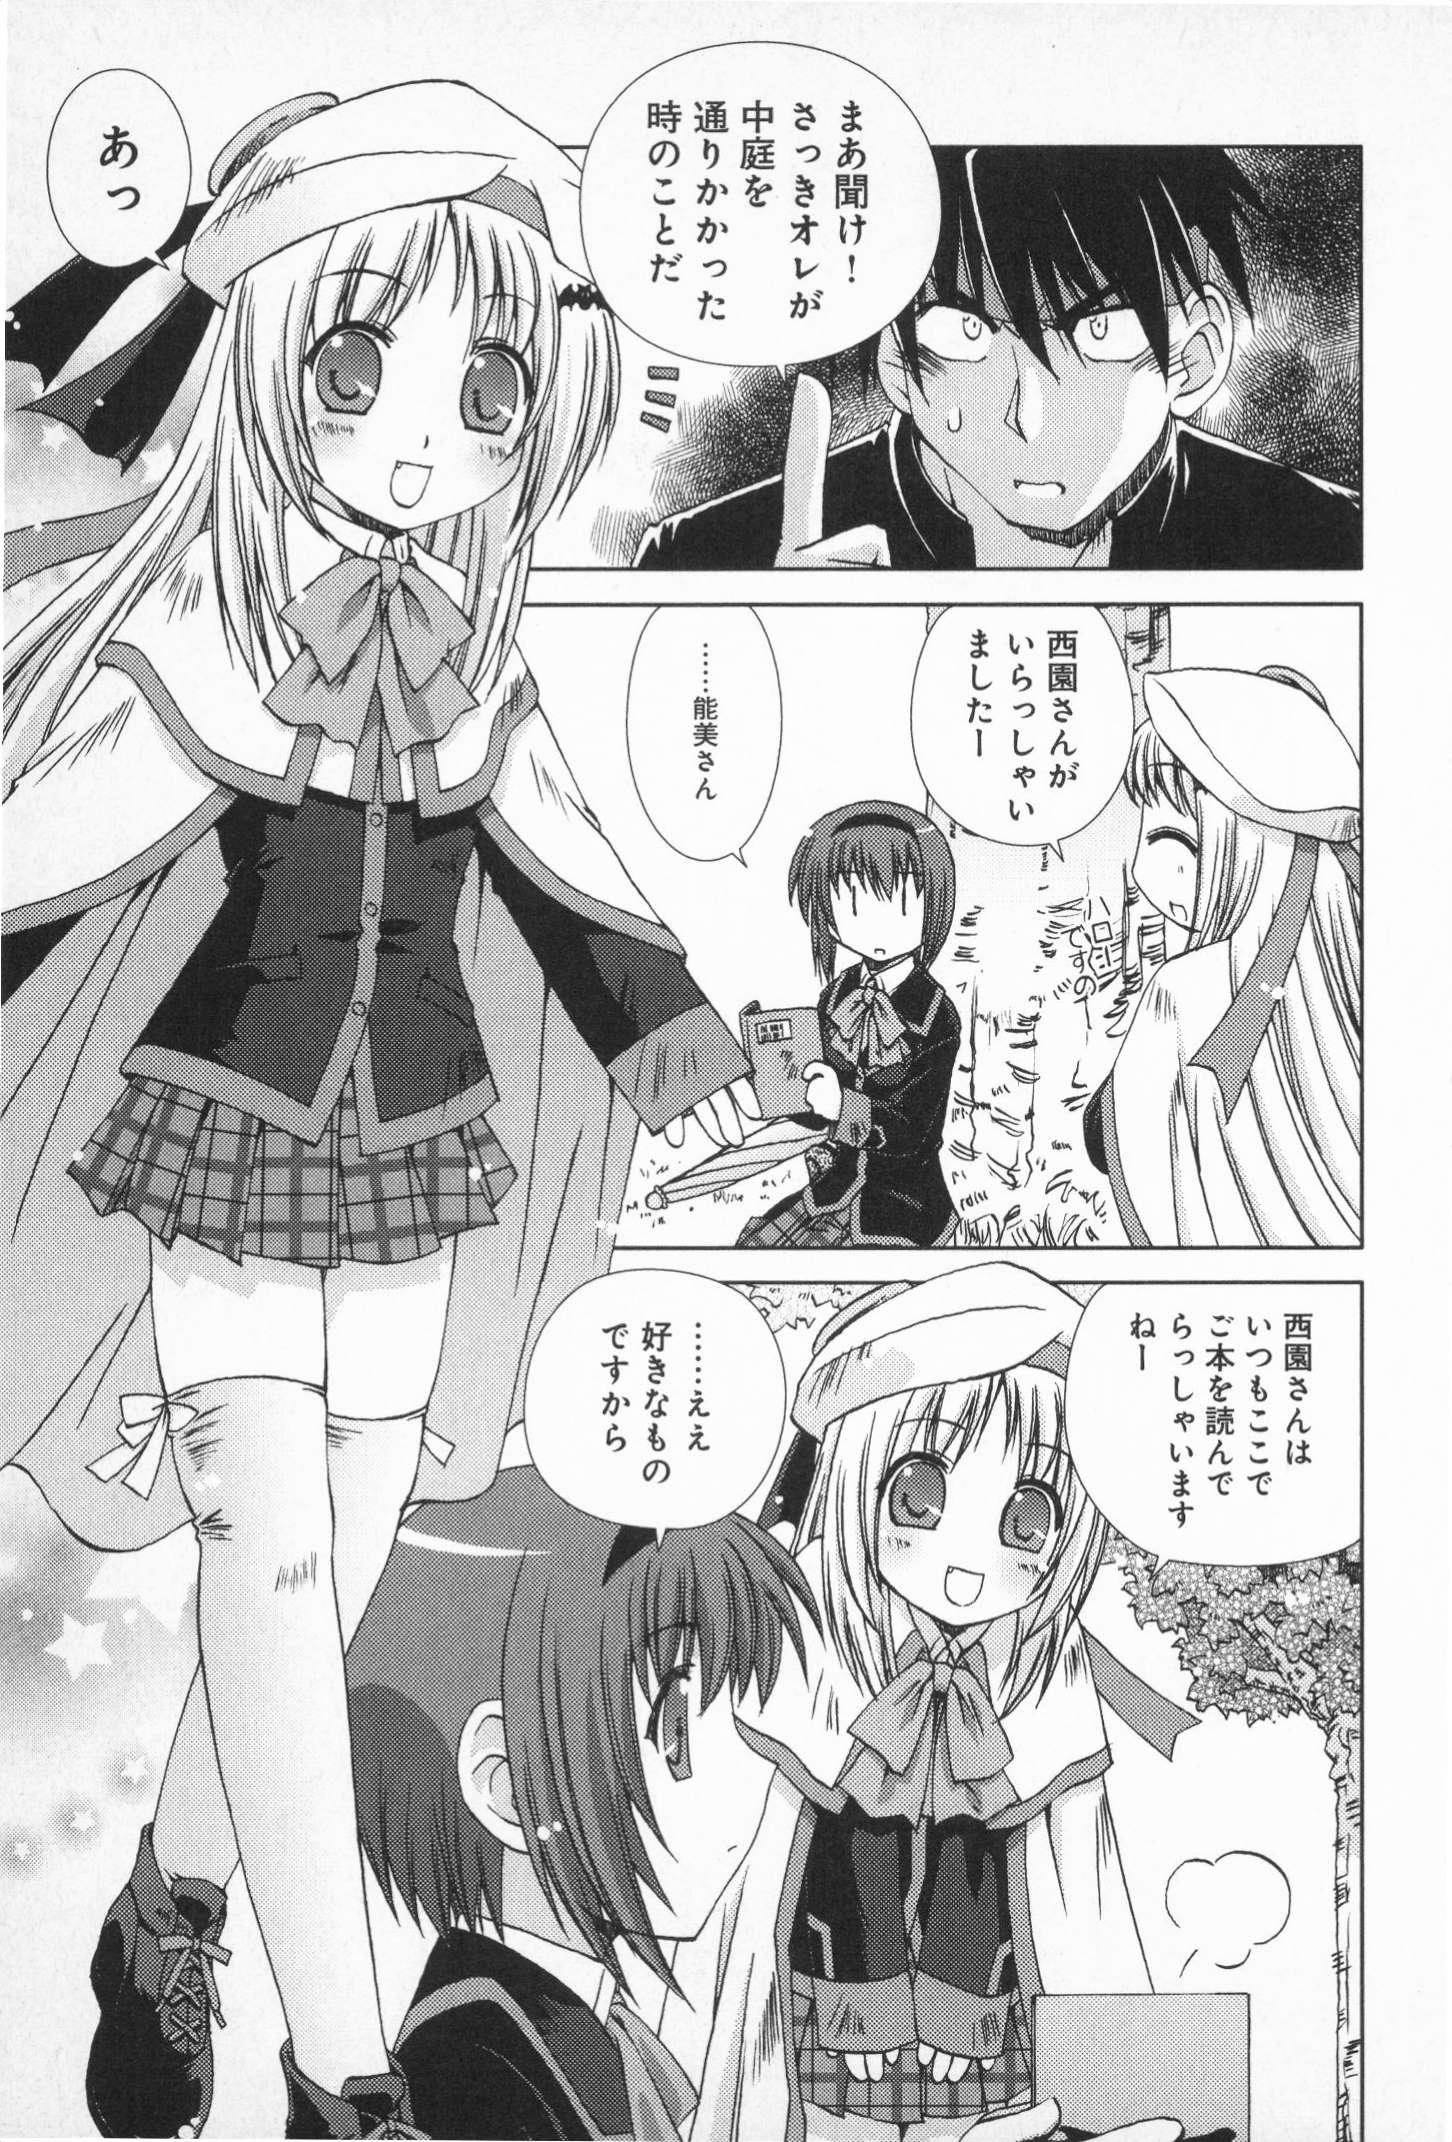 まあ聞け！
さっきオレが
中庭を
通りかかった
時のことだ
あっ
西園さんが
いらっしゃい
ましたー
ハローですのー
……能美さん
西園さんは
いつもここで
ご本を読んで
らっしゃいます
ねー
……ええ
好きなもの
ですから